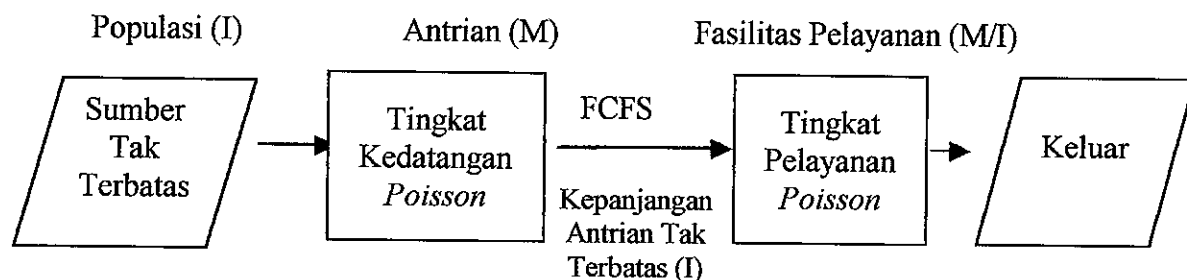 Populasi (I)
Antrian (M)
Fasilitas Pelayanan (M/I)
Sumber
Tak
Terbatas
Tingkat
Kedatangan
Poisson
FCFS
Kepanjangan
Antrian Tak
Terbatas (I)
Tingkat
Pelayanan
Poisson
Keluar